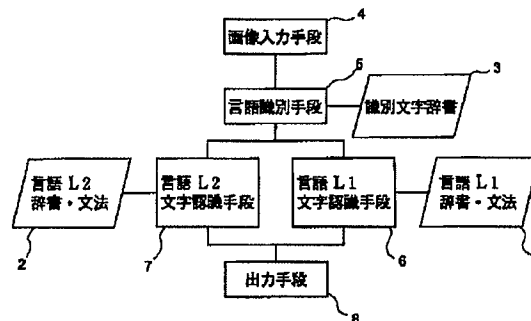 4
画像入力手段
5
3
言語識別手段
識別文字辞書
言語 L2
辞書・文法
言語 L2
文字認識手段
言語 L1
文字認識手段
言語 L1
辞書・文法
2
7
6
出力手段
8